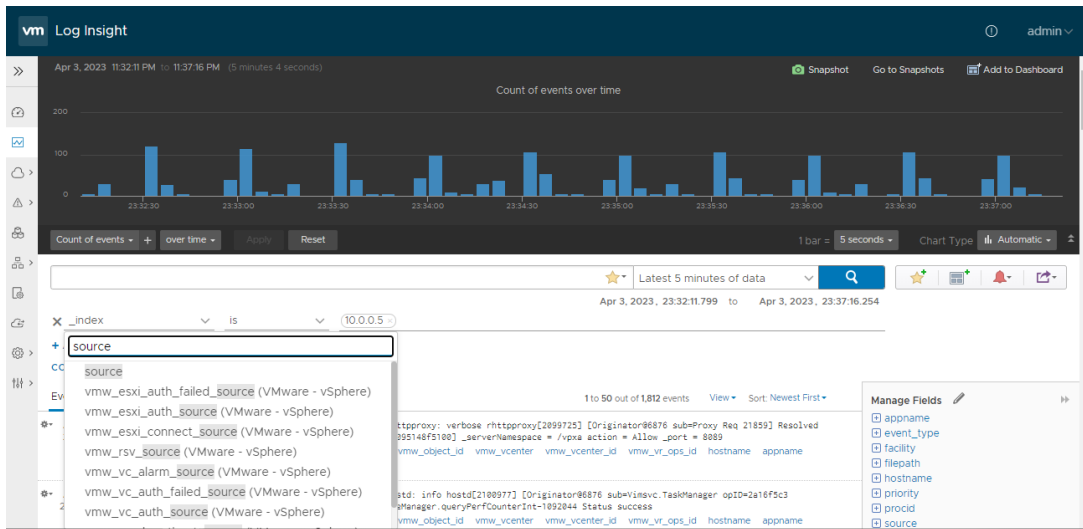 vm Log Insight admin
Apr 3, 2023 11:32:11 PM to 11:37:16 PM (5 minutes 4 seconds) Snapshot Go to Snapshots Add to Dashboard
Count of events over time
200
100
0
23:32:30 23:33:00 23:33:30 23:34:00 23:34:30 23:35:00 23:35:30 23:36:00 23:36:30 23:37:00
Count of events + over time Apply Reset 1 bar = 5 seconds Chart Type Automatic
Latest 5 minutes of data
Apr 3, 2023, 23:32:11.799 to Apr 3, 2023, 23:37:16.254
× _index is 10.0.0.5 ×
+
source
CO
source
Ev
vmw_esxi_auth_failed_source (VMware - vSphere) 1 to 50 out of 1,812 events View Sort: Newest First
Manage Fields
vmw_esxi_auth_source (VMware - vSphere)
appname
ttpproxy: verbose rhttpproxy[2099725] [Originator@6876 sub=Proxy Req 21859] Resolved
vmw_esxi_connect_source (VMware - vSphere)
095148f5100] _serverNamespace = /vpxa action = Allow _port = 8089
event_type
vmw_rsv_source (VMware - vSphere)
vmw_object_id vmw_vcenter vmw_vcenter_id vmw_vr_ops_id hostname appname
facility
filepath
vmw_vc_alarm_source (VMware - vSphere)
hostname
vmw_vc_auth_failed_source (VMware - vSphere)
std: info hostd[2100977] [Originator@6876 sub=Vimsvc.TaskManager opID=2a16f5c3
priority
2
eManager.queryPerfCounterInt-1092044 Status success
vmw_vc_auth_source (VMware - vSphere)
procid
vmw_object_id vmw_vcenter vmw_vcenter_id vmw_vr_ops_id hostname appname
source